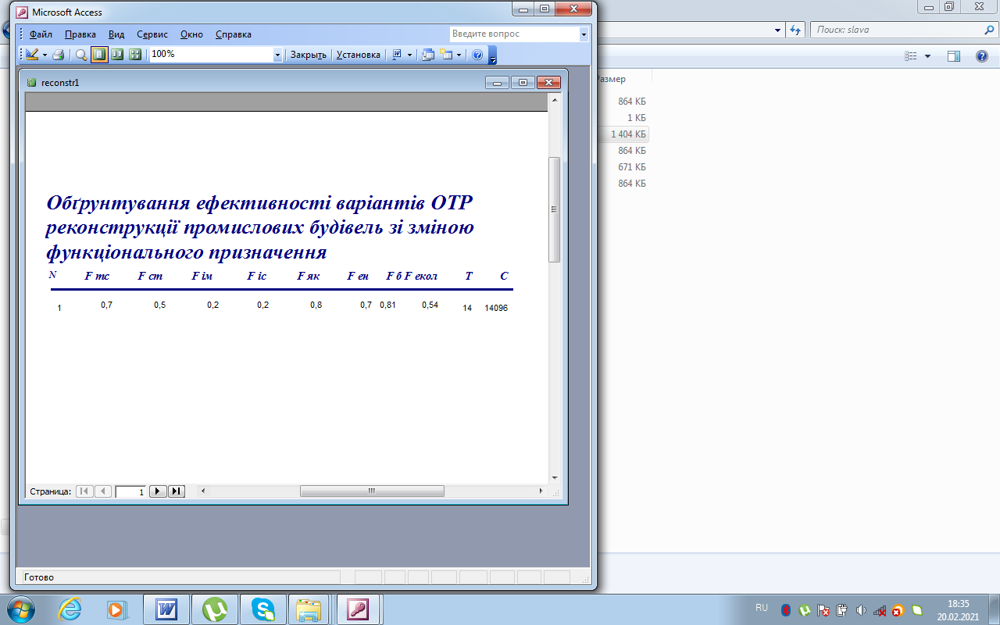 Microsoft Access
Файл Правка Вид Сервис Окно Справка
Введите вопрос
100%
Закрыть
Установка
reconstr1
Обґрунтування ефективності варіантів ОТР
реконструкції промислових будівель зі зміною
функціонального призначення
N F тс F ст F ім F іс F як F ен F б F екол T C
1 0,7 0,5 0,2 0,2 0,8 0,7 0,81 0,54 14 14096
Страница: 1
Готово
Поиск: slava
Размер
864 КБ
1 КБ
1 404 КБ
864 КБ
671 КБ
864 КБ
RU
18:35
20.02.2021